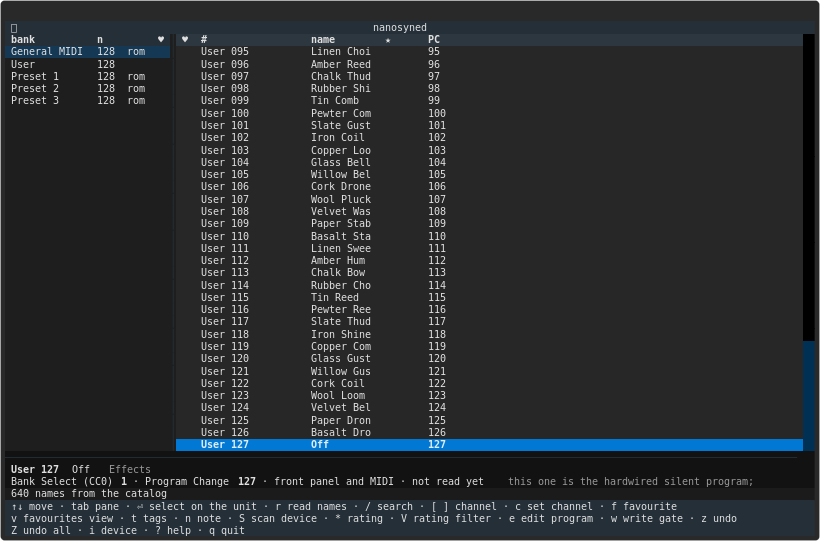 nanosyned
bank n ♥ ♥ # name ★ PC
General MIDI 128 rom User 095 Linen Choi 95
User 128 User 096 Amber Reed 96
Preset 1 128 rom User 097 Chalk Thud 97
Preset 2 128 rom User 098 Rubber Shi 98
Preset 3 128 rom User 099 Tin Comb 99
User 100 Pewter Com 100
User 101 Slate Gust 101
User 102 Iron Coil 102
User 103 Copper Loo 103
User 104 Glass Bell 104
User 105 Willow Bel 105
User 106 Cork Drone 106
User 107 Wool Pluck 107
User 108 Velvet Was 108
User 109 Paper Stab 109
User 110 Basalt Sta 110
User 111 Linen Swee 111
User 112 Amber Hum 112
User 113 Chalk Bow 113
User 114 Rubber Cho 114
User 115 Tin Reed 115
User 116 Pewter Ree 116
User 117 Slate Thud 117
User 118 Iron Shine 118
User 119 Copper Com 119
User 120 Glass Gust 120
User 121 Willow Gus 121
User 122 Cork Coil 122
User 123 Wool Loom 123
User 124 Velvet Bel 124
User 125 Paper Dron 125
User 126 Basalt Dro 126
User 127 Off 127
User 127 Off Effects
Bank Select (CC0) 1 · Program Change 127 · front panel and MIDI · not read yet this one is the hardwired silent program;
640 names from the catalog
↑↓ move · tab pane · ⏎ select on the unit · r read names · / search · [ ] channel · c set channel · f favourite
v favourites view · t tags · n note · S scan device · * rating · V rating filter · e edit program · w write gate · z undo
Z undo all · i device · ? help · q quit